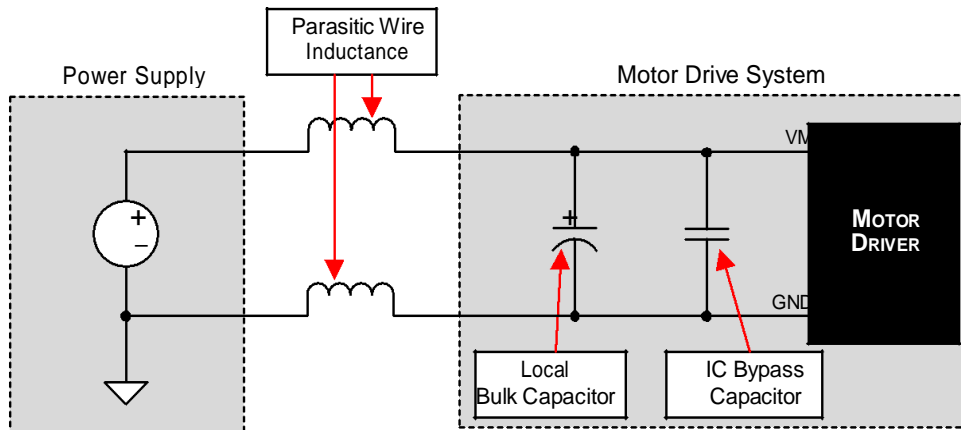 Parasitic Wire
Inductance
Power Supply
Motor Drive System
VM
+
–
+
MOTOR
DRIVER
GND
Local
Bulk Capacitor
IC Bypass
Capacitor